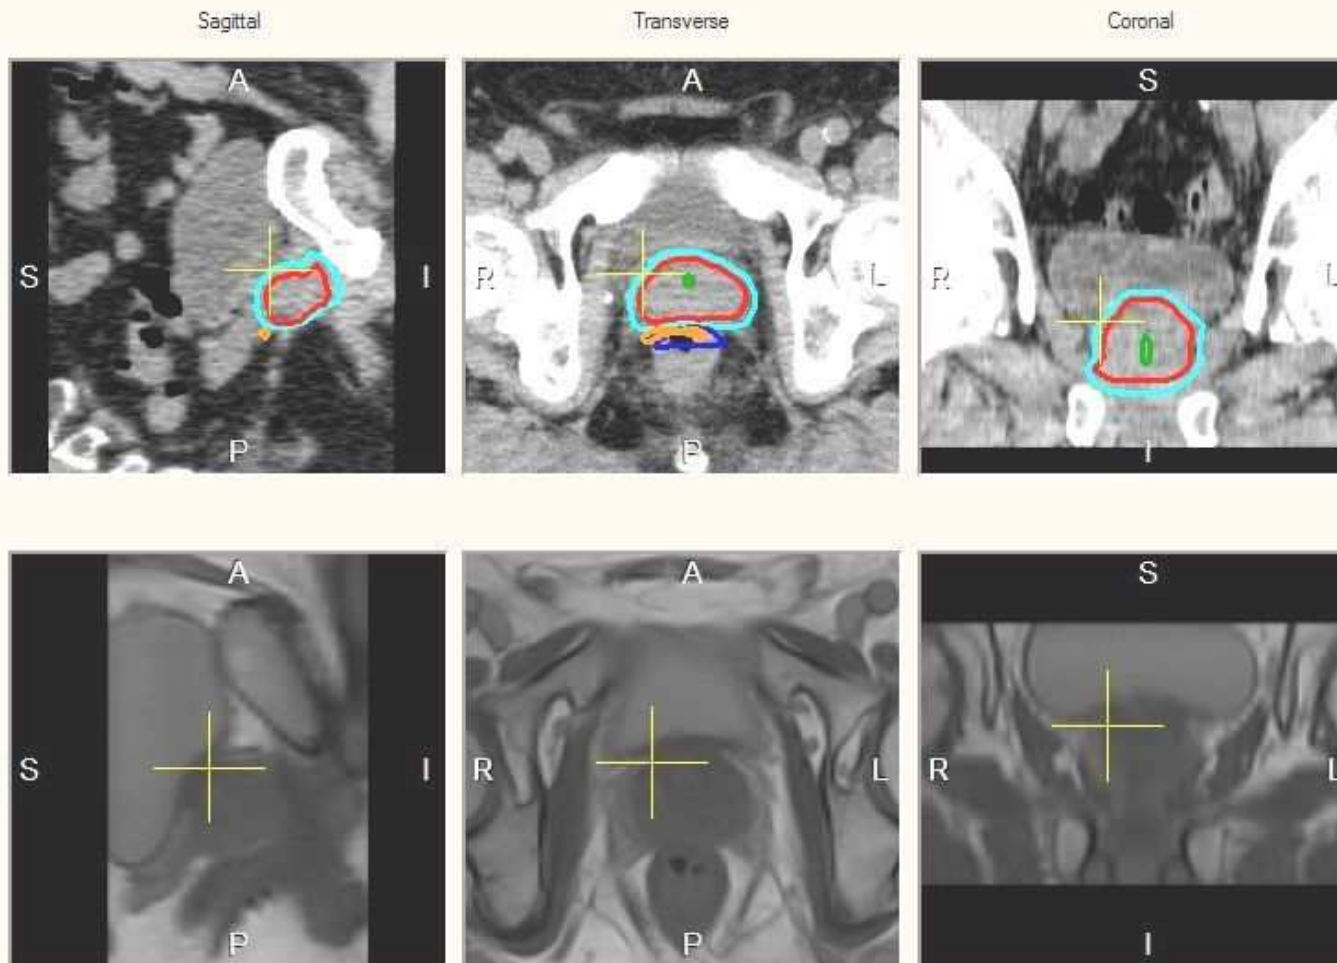 Sagittal Transverse Coronal
A A S
S I R L R L
P P I
A A S
S I R L R L
P P I